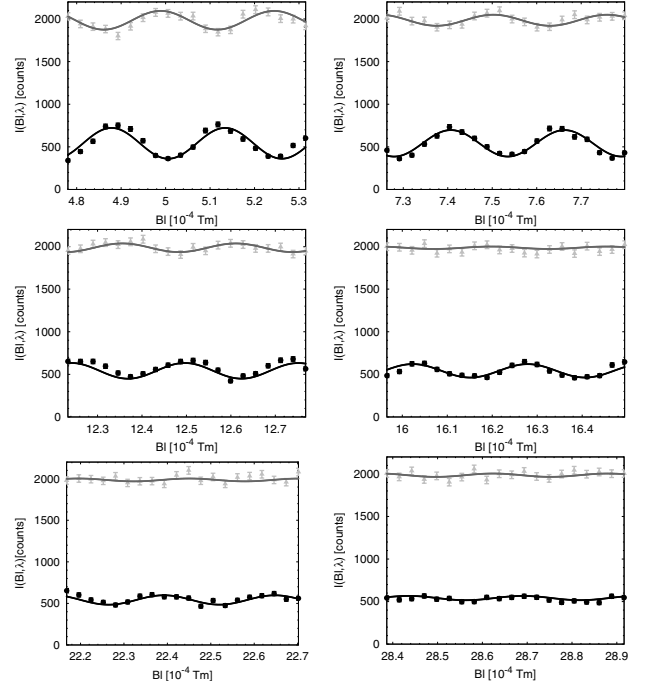 2000
1500
1000
500
0
I(Bl,λ) [counts]
4.8 4.9 5 5.1 5.2 5.3
Bl [10⁻⁴ Tm]
2000
1500
1000
500
0
I(Bl,λ) [counts]
7.3 7.4 7.5 7.6 7.7
Bl [10⁻⁴ Tm]
2000
1500
1000
500
0
I(Bl,λ) [counts]
12.3 12.4 12.5 12.6 12.7
Bl [10⁻⁴ Tm]
2000
1500
1000
500
0
I(Bl,λ) [counts]
16 16.1 16.2 16.3 16.4
Bl [10⁻⁴ Tm]
2000
1500
1000
500
0
I(Bl,λ)[counts]
22.2 22.3 22.4 22.5 22.6 22.7
Bl [10⁻⁴ Tm]
2000
1500
1000
500
0
I(Bl,λ) [counts]
28.4 28.5 28.6 28.7 28.8 28.9
Bl [10⁻⁴ Tm]